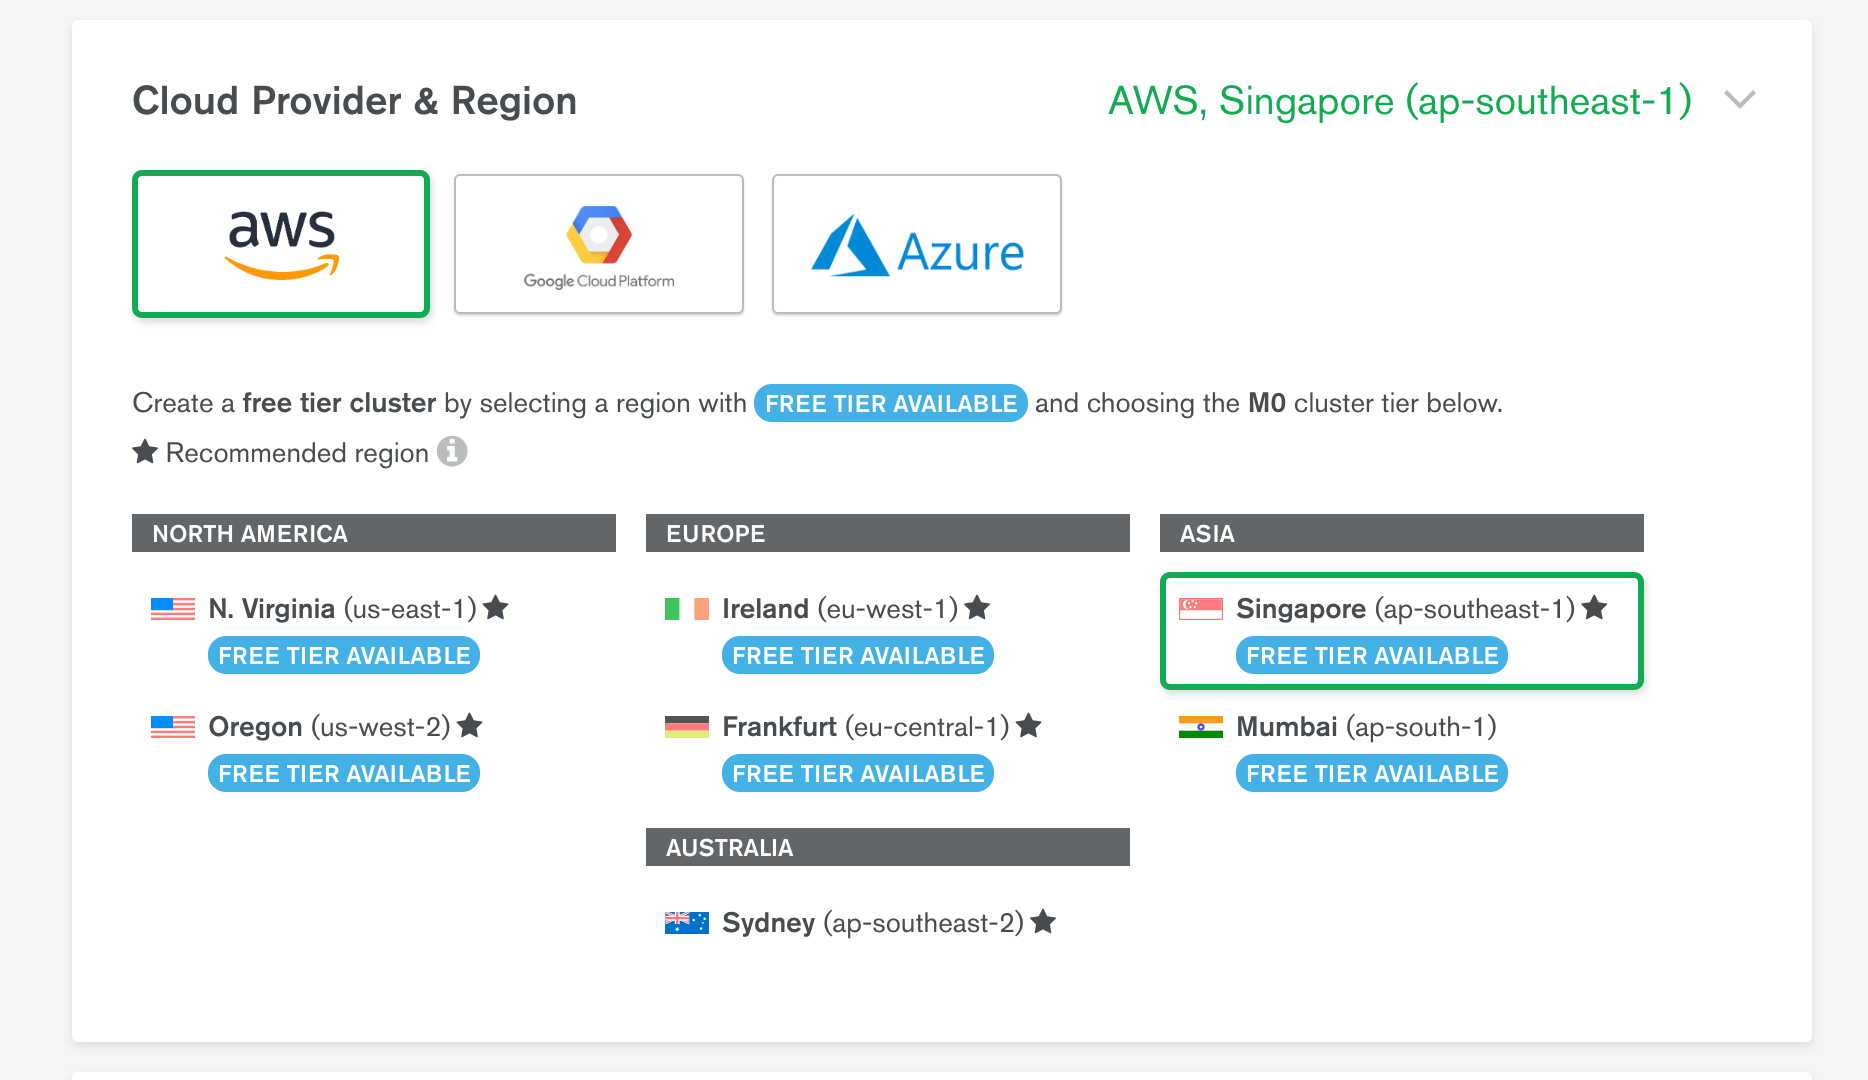 Cloud Provider & Region
AWS, Singapore (ap-southeast-1)
aws
Google Cloud Platform
Azure
Create a free tier cluster by selecting a region with FREE TIER AVAILABLE and choosing the M0 cluster tier below.
★ Recommended region
NORTH AMERICA
N. Virginia (us-east-1) ★
FREE TIER AVAILABLE
Oregon (us-west-2) ★
FREE TIER AVAILABLE
EUROPE
Ireland (eu-west-1) ★
FREE TIER AVAILABLE
Frankfurt (eu-central-1) ★
FREE TIER AVAILABLE
AUSTRALIA
Sydney (ap-southeast-2) ★
ASIA
Singapore (ap-southeast-1) ★
FREE TIER AVAILABLE
Mumbai (ap-south-1)
FREE TIER AVAILABLE